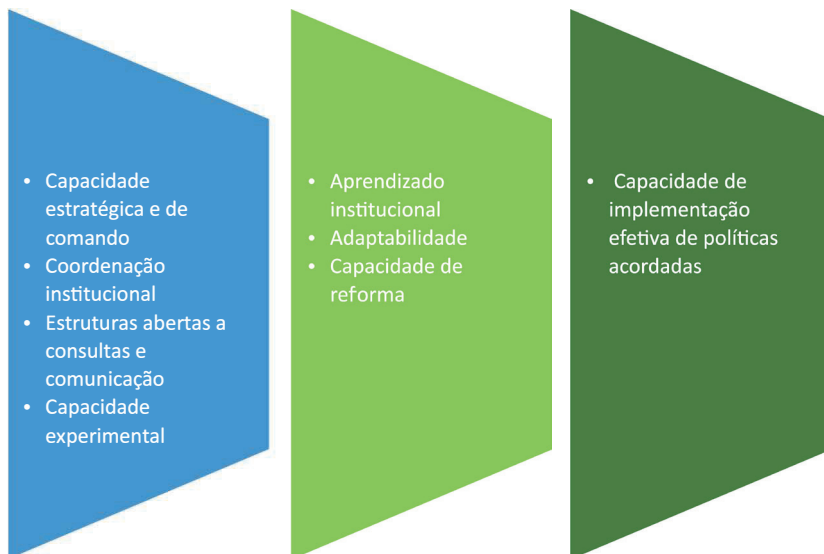 • Capacidade
estratégica e de
comando
• Coordenação
institucional
• Estruturas abertas a
consultas e
comunicação
• Capacidade
experimental
• Aprendizado
institucional
• Adaptabilidade
• Capacidade de
reforma
• Capacidade de
implementação
efetiva de políticas
acordadas